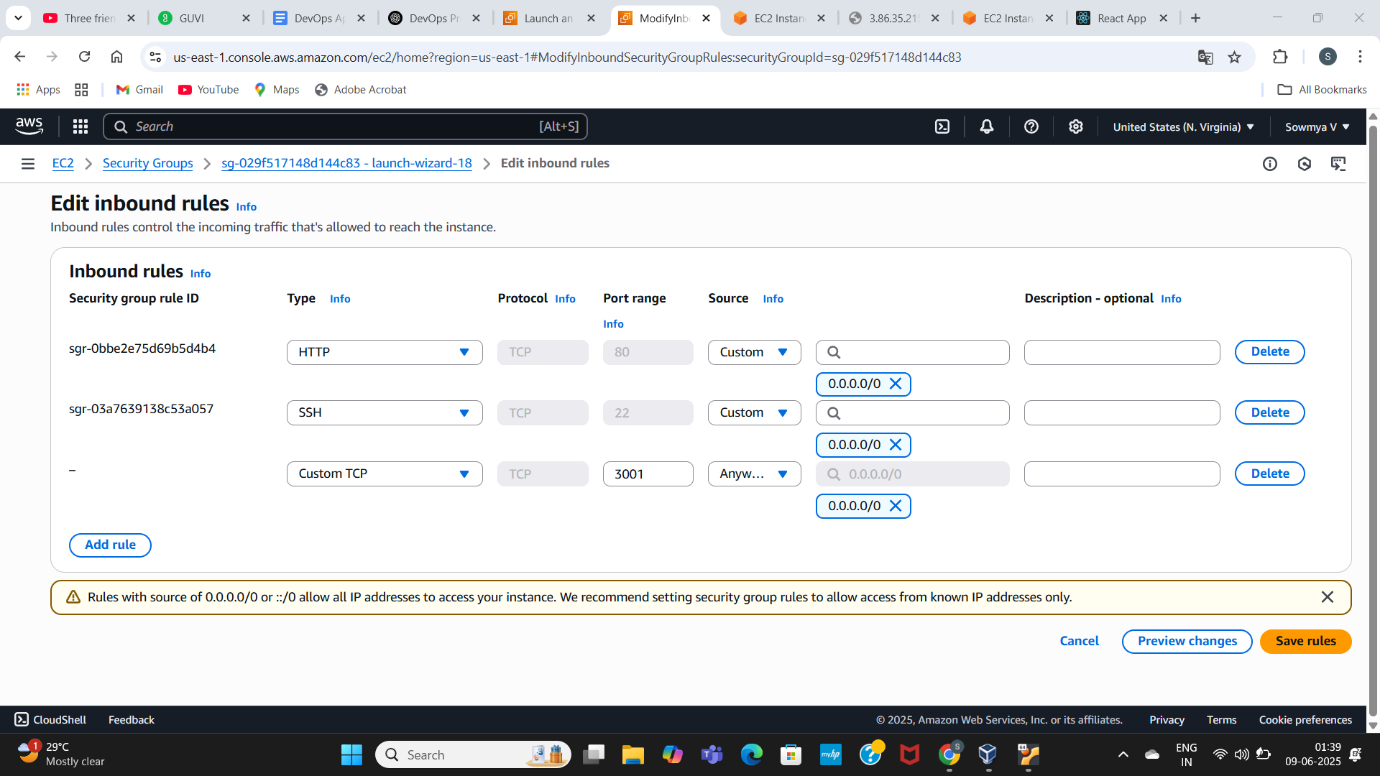 Three frien
GUVI
DevOps Ap
DevOps Pr
Launch an
ModifyInb
EC2 Instan
3.86.35.21
EC2 Instan
React App
us-east-1.console.aws.amazon.com/ec2/home?region=us-east-1#ModifyInboundSecurityGroupRules:securityGroupId=sg-029f517148d144c83
S
Apps
Gmail
YouTube
Maps
Adobe Acrobat
All Bookmarks
aws
Search
[Alt+S]
United States (N. Virginia)
Sowmya V
EC2
Security Groups
sg-029f517148d144c83 - launch-wizard-18
Edit inbound rules
Edit inbound rules Info
Inbound rules control the incoming traffic that's allowed to reach the instance.
Inbound rules Info
Security group rule ID
Type Info
Protocol Info
Port range
Info
Source Info
Description - optional Info
sgr-0bbe2e75d69b5d4b4
HTTP
TCP
80
Custom
0.0.0.0/0
Delete
sgr-03a7639138c53a057
SSH
TCP
22
Custom
0.0.0.0/0
Delete
–
Custom TCP
TCP
3001
Anyw...
0.0.0.0/0
0.0.0.0/0
Delete
Add rule
Rules with source of 0.0.0.0/0 or ::/0 allow all IP addresses to access your instance. We recommend setting security group rules to allow access from known IP addresses only.
Cancel
Preview changes
Save rules
CloudShell
Feedback
© 2025, Amazon Web Services, Inc. or its affiliates.
Privacy
Terms
Cookie preferences
1
29°C
Mostly clear
Search
myhp
S
ENG
IN
01:39
09-06-2025